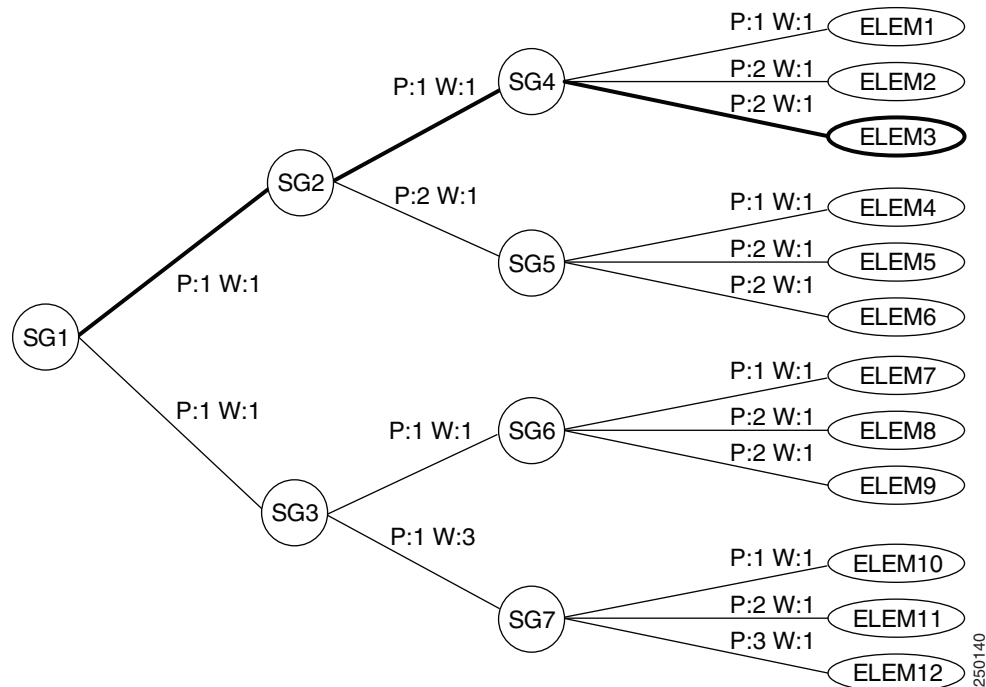 P:1 W:1
ELEM1
P:1 W:1
SG4
P:2 W:1
ELEM2
P:2 W:1
ELEM3
SG2
P:2 W:1
P:1 W:1
ELEM4
SG5
P:2 W:1
ELEM5
P:2 W:1
ELEM6
P:1 W:1
SG1
P:1 W:1
P:1 W:1
SG6
P:1 W:1
ELEM7
P:2 W:1
ELEM8
P:2 W:1
ELEM9
SG3
P:1 W:3
SG7
P:1 W:1
ELEM10
P:2 W:1
ELEM11
P:3 W:1
ELEM12
250140